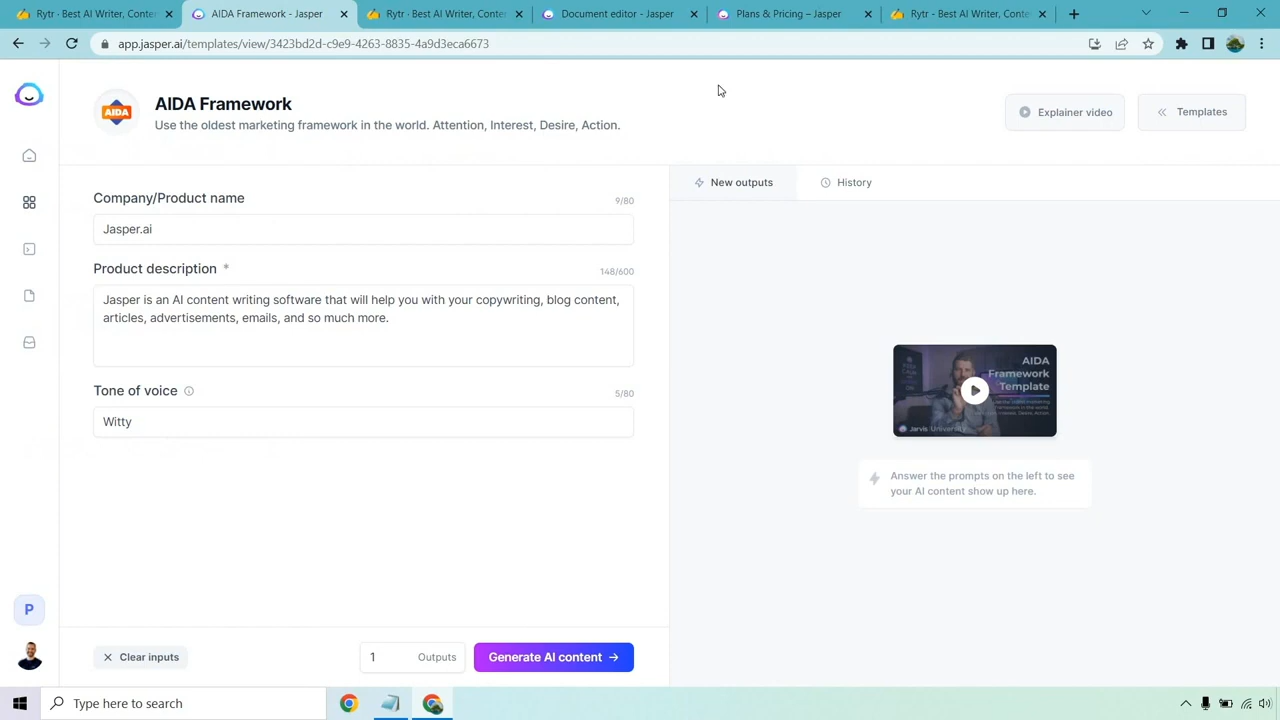 Rytr - Best AI Writer, Conte
AIDA Framework - Jasper
Rytr - Best AI Writer, Conter
Document editor - Jasper
Plans & Pricing – Jasper
Rytr - Best AI Writer, Conte
app.jasper.ai/templates/view/3423bd2d-c9e9-4263-8835-4a9d3eca6673
AIDA
AIDA Framework
Use the oldest marketing framework in the world. Attention, Interest, Desire, Action.
Explainer video
Templates
Company/Product name
9/80
Jasper.ai
Product description *
148/600
Jasper is an AI content writing software that will help you with your copywriting, blog content,
articles, advertisements, emails, and so much more.
Tone of voice
5/80
Witty
Clear inputs
1 Outputs
Generate AI content →
New outputs
History
AIDA
Framework
Template
Jarvis University
Answer the prompts on the left to see
your AI content show up here.
P
Type here to search